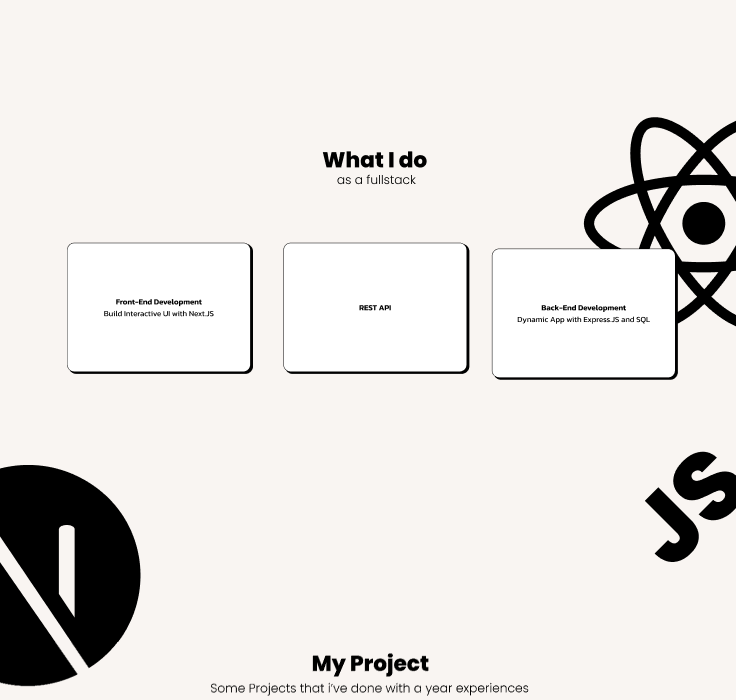 What I do
as a fullstack
Front-End Development
Build Interactive UI with Next.JS
REST API
Back-End Development
Dynamic App with Express.JS and SQL
JS
My Project
Some Projects that i've done with a year experiences